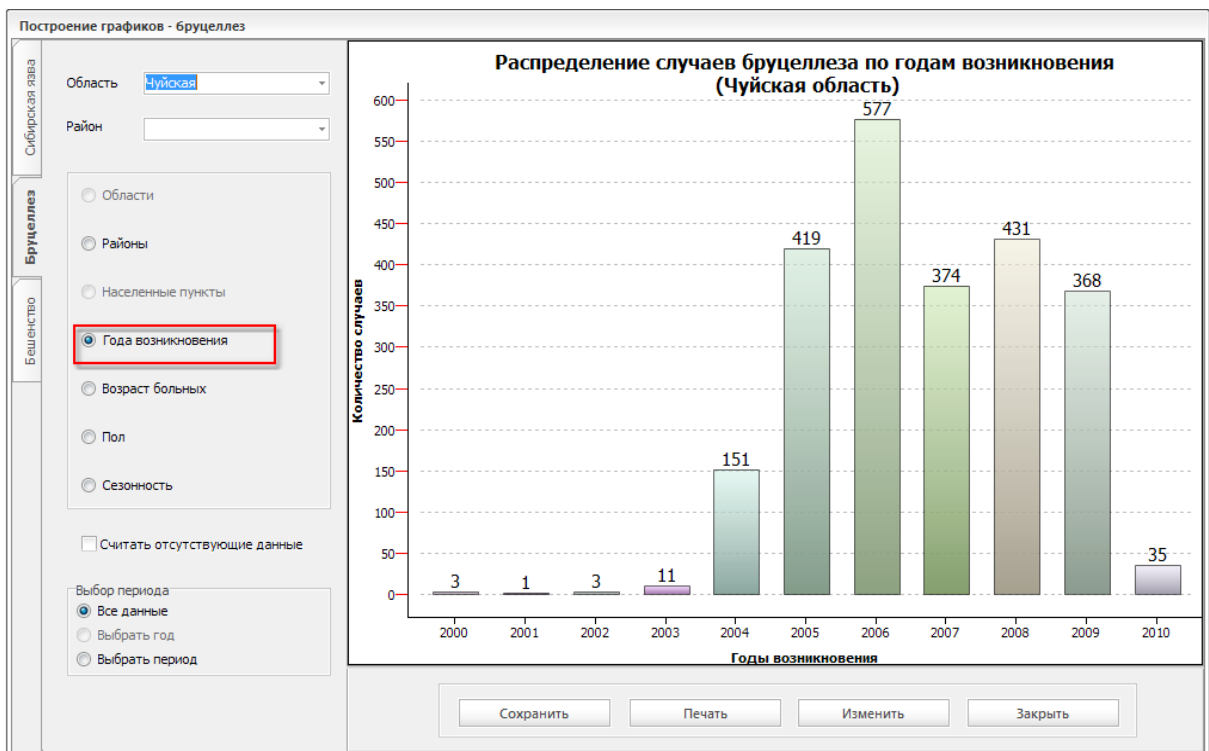 Построение графиков - бруцеллез
Сибирская язва
Бруцеллез
Бешенство
Область
Чуйская
Район
Области
Районы
Населенные пункты
Года возникновения
Возраст больных
Пол
Сезонность
Считать отсутствующие данные
Выбор периода
Все данные
Выбрать год
Выбрать период
Распределение случаев бруцеллеза по годам возникновения
(Чуйская область)
Количество случаев
600
550
500
450
400
350
300
250
200
150
100
50
0
3
1
3
11
151
419
577
374
431
368
35
2000 2001 2002 2003 2004 2005 2006 2007 2008 2009 2010
Годы возникновения
Сохранить Печать Изменить Закрыть